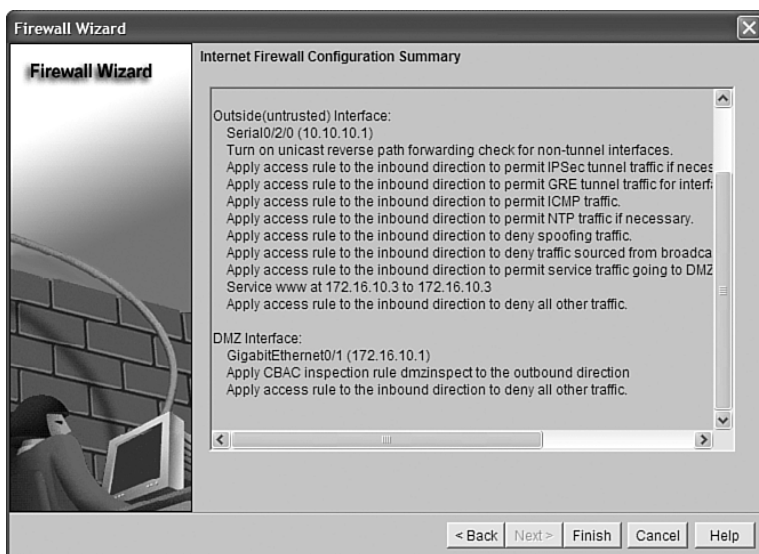 Firewall Wizard
Firewall Wizard
Internet Firewall Configuration Summary
Outside(untrusted) Interface:
Serial0/2/0 (10.10.10.1)
Turn on unicast reverse path forwarding check for non-tunnel interfaces.
Apply access rule to the inbound direction to permit IPSec tunnel traffic if neces
Apply access rule to the inbound direction to permit GRE tunnel traffic for interfa
Apply access rule to the inbound direction to permit ICMP traffic.
Apply access rule to the inbound direction to permit NTP traffic if necessary.
Apply access rule to the inbound direction to deny spoofing traffic.
Apply access rule to the inbound direction to deny traffic sourced from broadca
Apply access rule to the inbound direction to permit service traffic going to DMZ
Service www at 172.16.10.3 to 172.16.10.3
Apply access rule to the inbound direction to deny all other traffic.
DMZ Interface:
GigabitEthernet0/1 (172.16.10.1)
Apply CBAC inspection rule dmzinspect to the outbound direction
Apply access rule to the inbound direction to deny all other traffic.
< Back Next > Finish Cancel Help